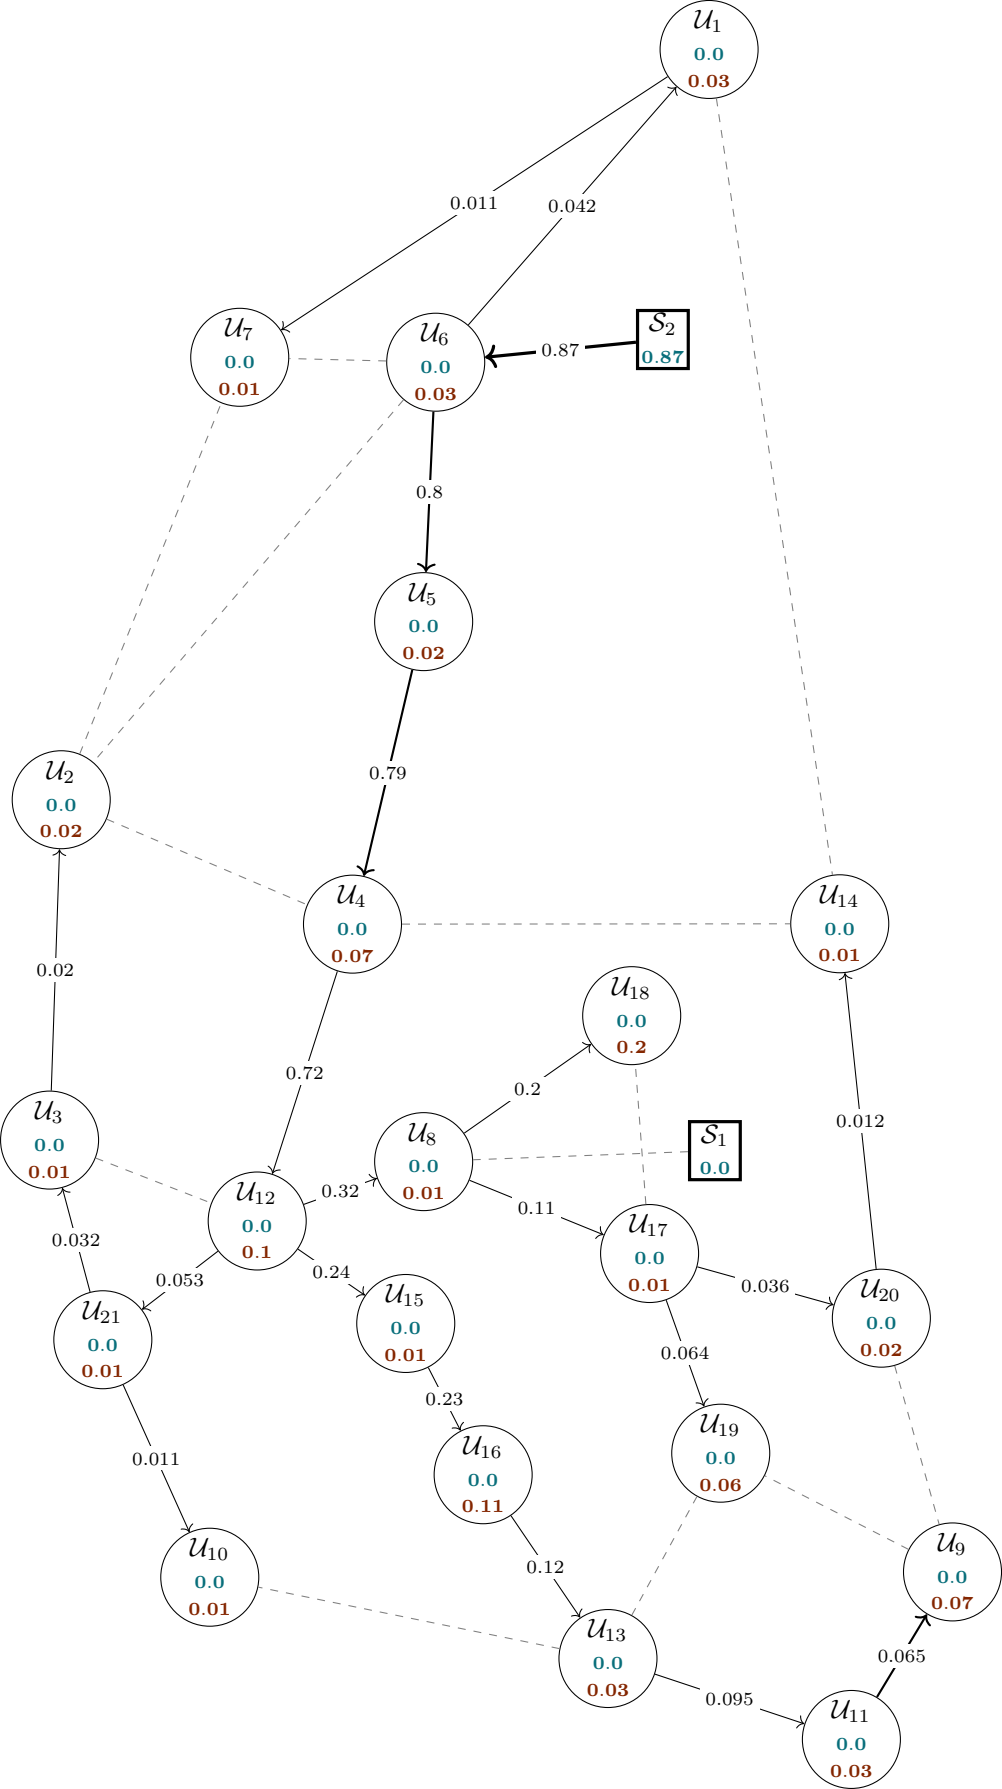 𝒰₁
0.0
0.03
0.011
0.042
𝒰₇
0.0
0.01
𝒰₆
0.0
0.03
0.87
𝒮₂
0.87
0.8
𝒰₅
0.0
0.02
0.79
𝒰₂
0.0
0.02
𝒰₄
0.0
0.07
𝒰₁₄
0.0
0.01
0.02
0.72
𝒰₁₈
0.0
0.2
0.2
0.012
𝒰₃
0.0
0.01
𝒰₈
0.0
0.01
𝒮₁
0.0
𝒰₁₂
0.0
0.1
0.32
0.11
𝒰₁₇
0.0
0.01
0.032
0.053
0.24
0.036
𝒰₂₁
0.0
0.01
𝒰₁₅
0.0
0.01
𝒰₂₀
0.0
0.02
0.064
0.23
𝒰₁₉
0.0
0.06
0.011
𝒰₁₆
0.0
0.11
𝒰₁₀
0.0
0.01
0.12
𝒰₉
0.0
0.07
𝒰₁₃
0.0
0.03
0.065
0.095
𝒰₁₁
0.0
0.03